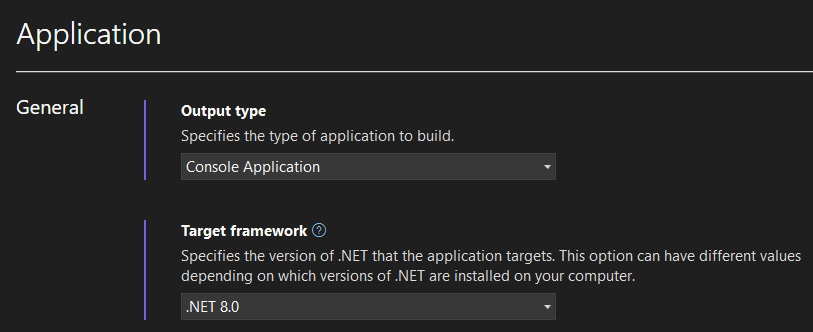 Application
General
Output type
Specifies the type of application to build.
Console Application
Target framework
Specifies the version of .NET that the application targets. This option can have different values
depending on which versions of .NET are installed on your computer.
.NET 8.0